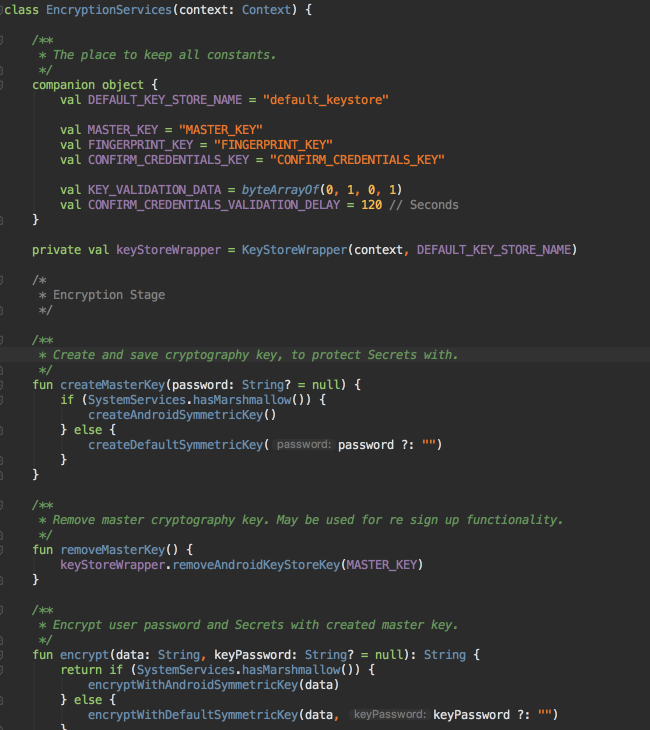 class EncryptionServices(context: Context) {
/**
* The place to keep all constants.
*/
companion object {
val DEFAULT_KEY_STORE_NAME = "default_keystore"
val MASTER_KEY = "MASTER_KEY"
val FINGERPRINT_KEY = "FINGERPRINT_KEY"
val CONFIRM_CREDENTIALS_KEY = "CONFIRM_CREDENTIALS_KEY"
val KEY_VALIDATION_DATA = byteArrayOf(0, 1, 0, 1)
val CONFIRM_CREDENTIALS_VALIDATION_DELAY = 120 // Seconds
}
private val keyStoreWrapper = KeyStoreWrapper(context, DEFAULT_KEY_STORE_NAME)
/*
* Encryption Stage
*/
/**
* Create and save cryptography key, to protect Secrets with.
*/
fun createMasterKey(password: String? = null) {
if (SystemServices.hasMarshmallow()) {
createAndroidSymmetricKey()
} else {
createDefaultSymmetricKey( password: password ?: "")
}
}
/**
* Remove master cryptography key. May be used for re sign up functionality.
*/
fun removeMasterKey() {
keyStoreWrapper.removeAndroidKeyStoreKey(MASTER_KEY)
}
/**
* Encrypt user password and Secrets with created master key.
*/
fun encrypt(data: String, keyPassword: String? = null): String {
return if (SystemServices.hasMarshmallow()) {
encryptWithAndroidSymmetricKey(data)
} else {
encryptWithDefaultSymmetricKey(data, keyPassword: keyPassword ?: "")
}